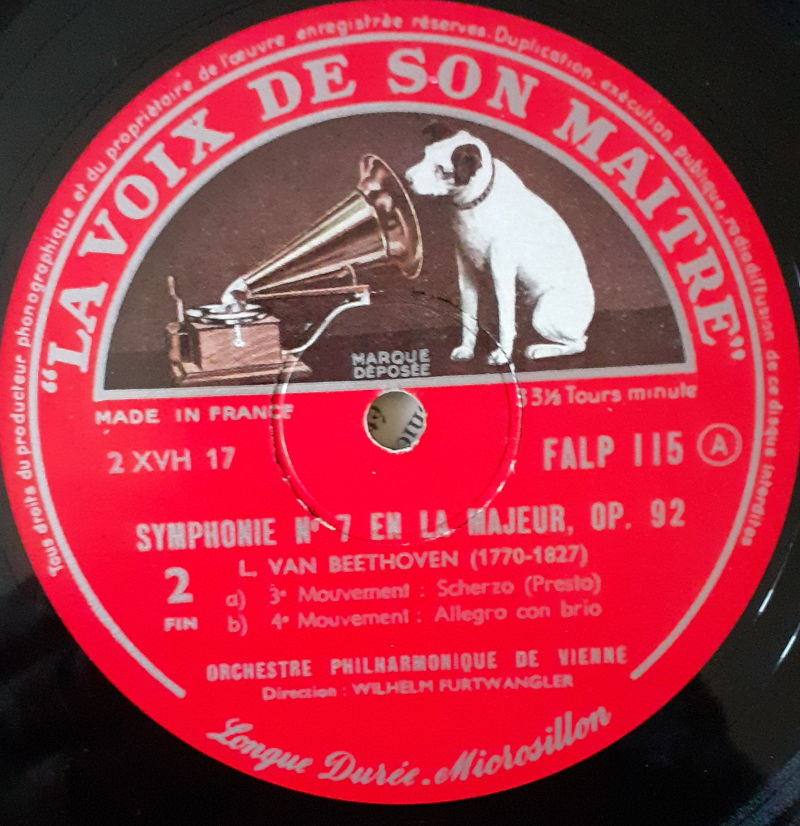 Tous droits du producteur phonographique et du propriétaire de l'œuvre enregistrée réservés. Duplication, exécution publique, radiodiffusion de ce disque interdites
"LA VOIX DE SON MAITRE"
MARQUE
DÉPOSÉE
MADE IN FRANCE
33⅓ Tours minute
2 XVH 17
FALP 115 A
SYMPHONIE Nº 7 EN LA MAJEUR, OP. 92
L. VAN BEETHOVEN (1770-1827)
2 a) 3e Mouvement : Scherzo (Presto)
FIN b) 4e Mouvement : Allegro con brio
ORCHESTRE PHILHARMONIQUE DE VIENNE
Direction : WILHELM FURTWANGLER
Longue Durée-Microsillon